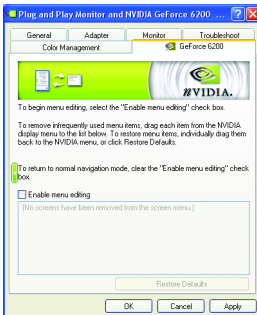 Plug and Play Monitor and NVIDIA GeForce 6200 ...
General
Adapter
Monitor
Troubleshoot
Color Management
GeForce 6200
NVIDIA.
To begin menu editing, select the "Enable menu editing" check box.
To remove infrequently used menu items, drag each item from the NVIDIA
display menu to the list below. To restore menu items, individually drag them
back to the NVIDIA menu, or click Restore Defaults.
To return to normal navigation mode, clear the "Enable menu editing" check
box.
Enable menu editing
(No screens have been removed from the screen menu.)
Restore Defaults
OK
Cancel
Apply